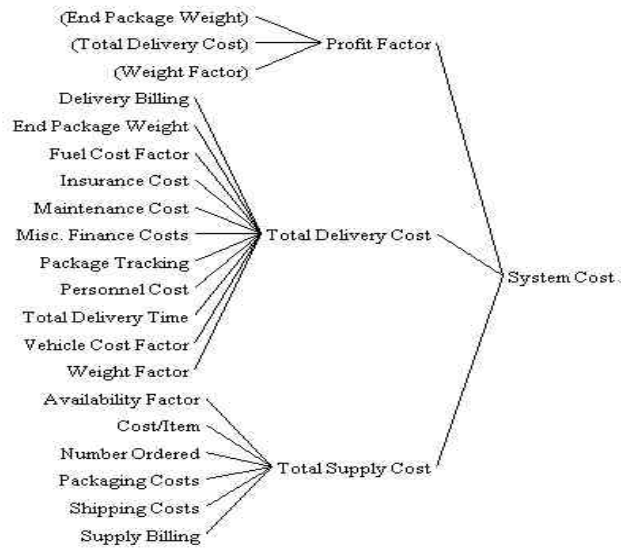 (End Package Weight)
(Total Delivery Cost)
Profit Factor
(Weight Factor)
Delivery Billing
End Package Weight
Fuel Cost Factor
Insurance Cost
Maintenance Cost
Misc. Finance Costs
Total Delivery Cost
Package Tracking
System Cost
Personnel Cost
Total Delivery Time
Vehicle Cost Factor
Weight Factor
Availability Factor
Cost/Item
Number Ordered
Total Supply Cost
Packaging Costs
Shipping Costs
Supply Billing